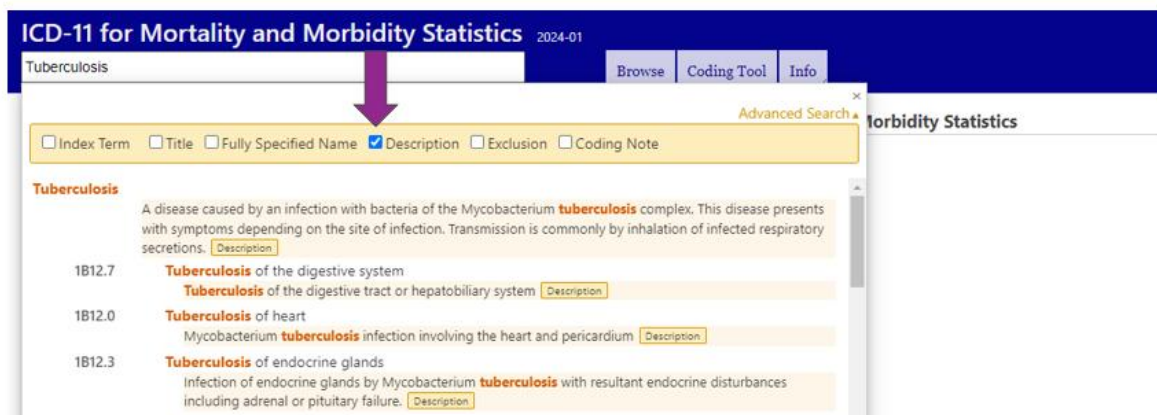 ICD-11 for Mortality and Morbidity Statistics 2024-01
Tuberculosis
Browse Coding Tool Info
×
Advanced Search
Morbidity Statistics
Index Term Title Fully Specified Name Description Exclusion Coding Note
Tuberculosis
A disease caused by an infection with bacteria of the Mycobacterium tuberculosis complex. This disease presents
with symptoms depending on the site of infection. Transmission is commonly by inhalation of infected respiratory
secretions. Description
1B12.7 Tuberculosis of the digestive system
Tuberculosis of the digestive tract or hepatobiliary system Description
1B12.0 Tuberculosis of heart
Mycobacterium tuberculosis infection involving the heart and pericardium Description
1B12.3 Tuberculosis of endocrine glands
Infection of endocrine glands by Mycobacterium tuberculosis with resultant endocrine disturbances
including adrenal or pituitary failure. Description